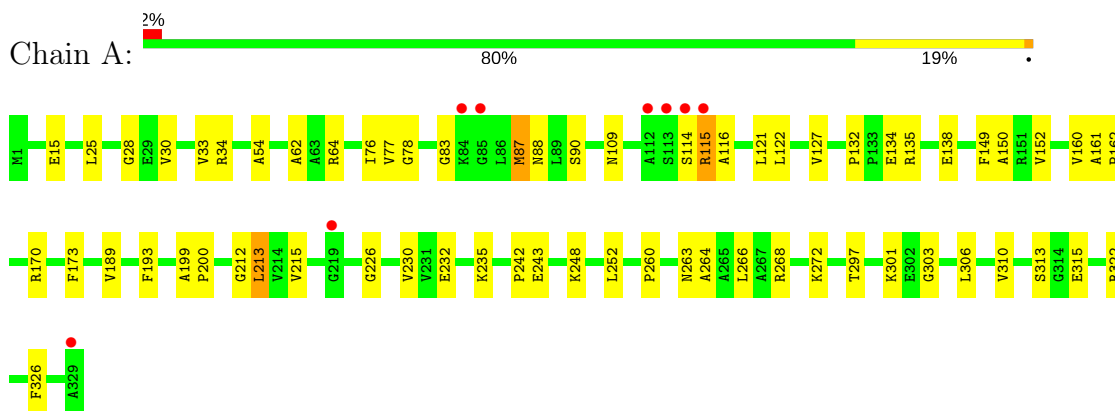 2%
Chain A:
80% 19% •
M1 E15 L25 G28 E29 V30 V33 R34 A54 A62 A63 R64 I76 V77 G78 G83 K84 G85 L86 M87 N88 L89 S90 N109 A112 S113 S114 R115 A116 L121 L122 V127 P132 P133 E134 R135 E138 F149 A150 R151 V152 V160 A161
R170 F173 V189 F193 A199 P200 G212 L213 V214 V215 G219 G226 V230 V231 E232 K235 P242 E243 K248 L252 P260 N263 A264 A265 L266 A267 R268 K272 T297 K301 E302 G303 L306 V310 S313 G314 E315
F326 A329